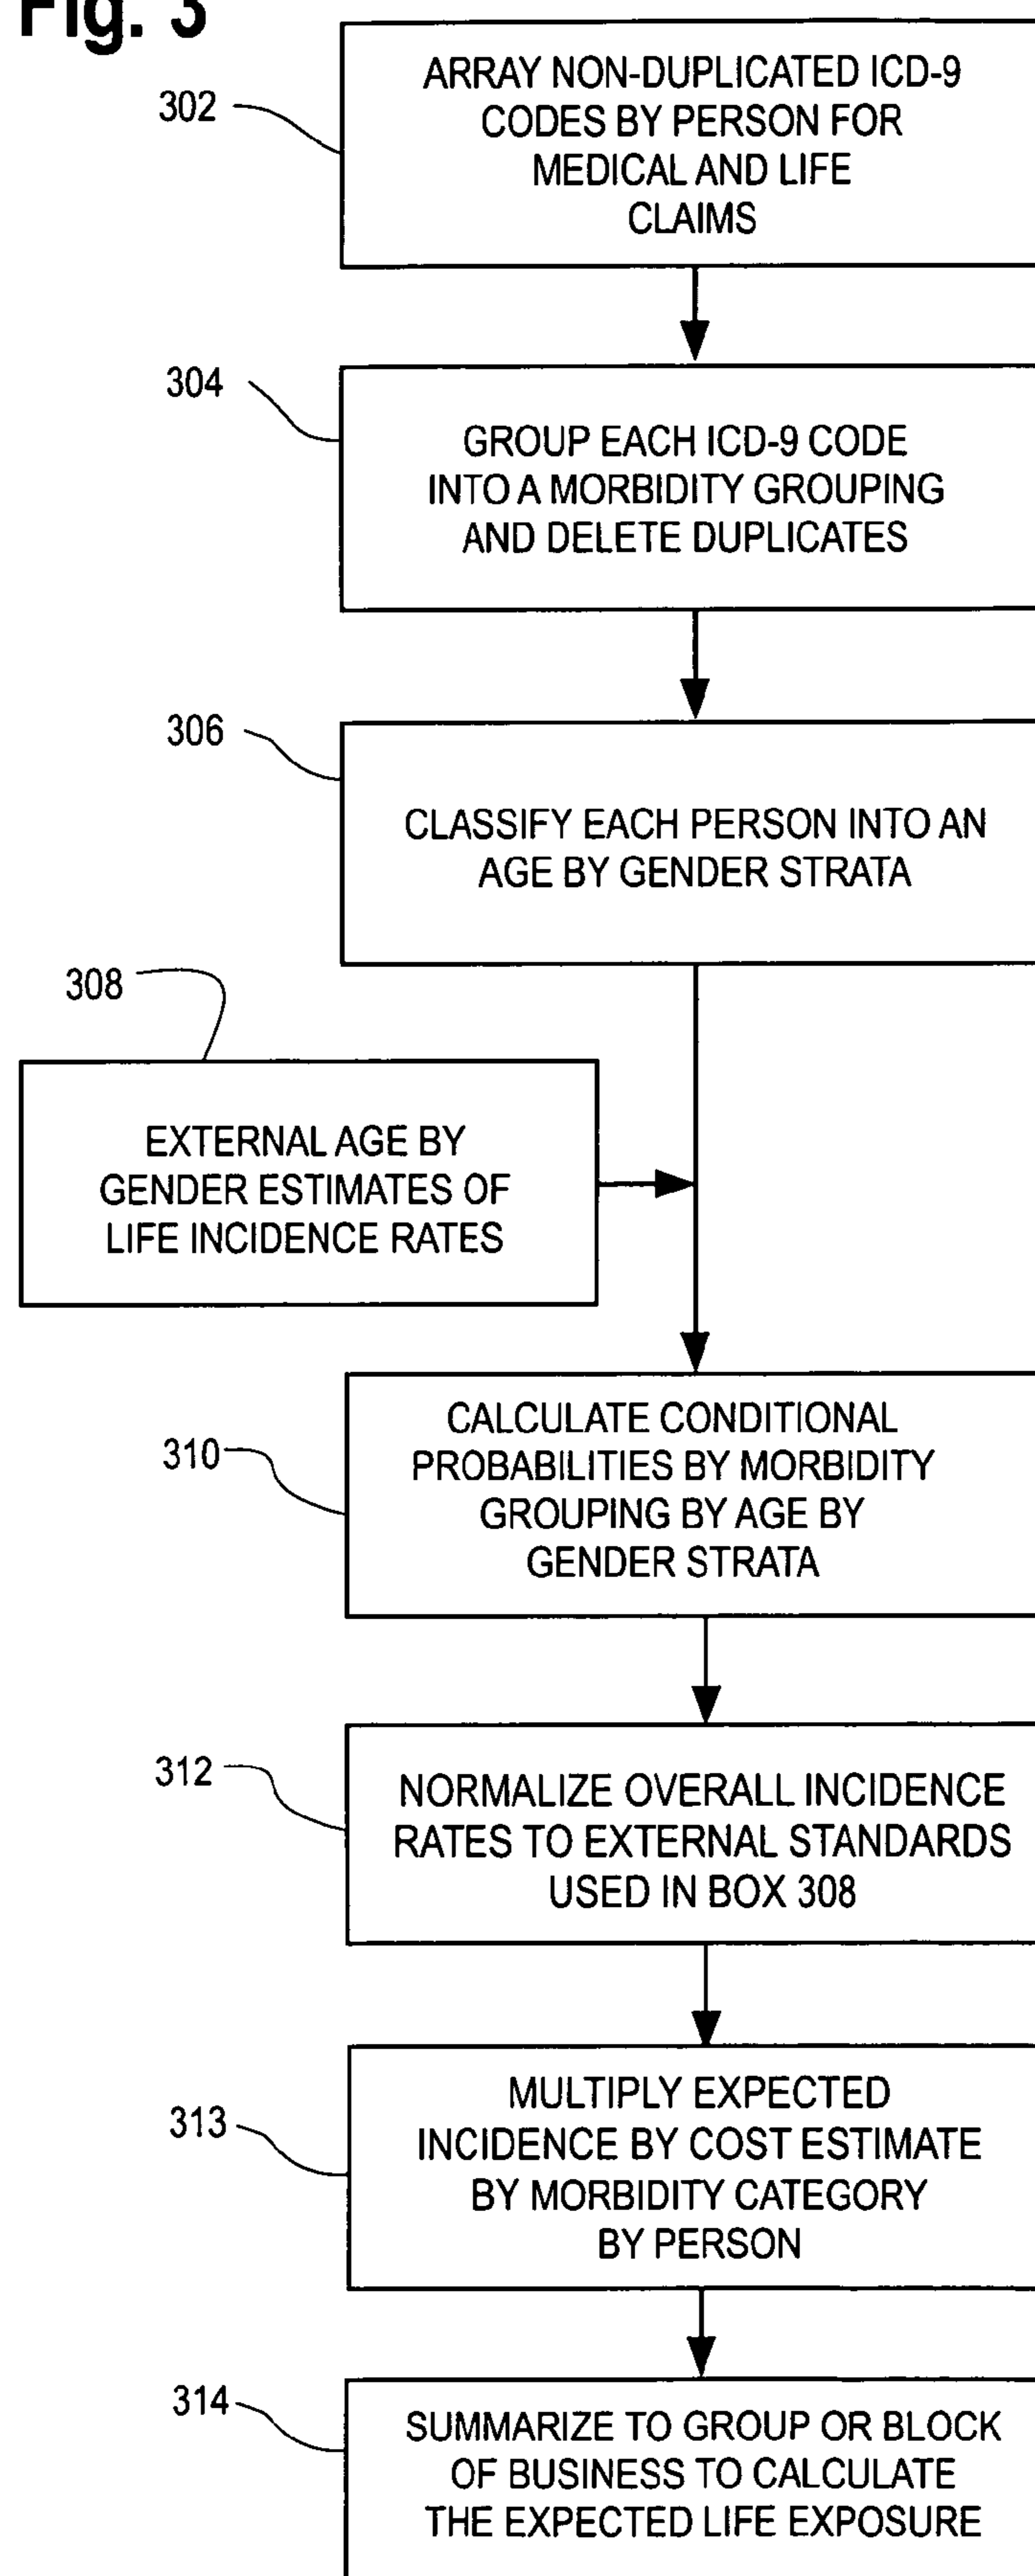 Fig. 3
302
ARRAY NON-DUPLICATED ICD-9
CODES BY PERSON FOR
MEDICAL AND LIFE
CLAIMS
304
GROUP EACH ICD-9 CODE
INTO A MORBIDITY GROUPING
AND DELETE DUPLICATES
306
CLASSIFY EACH PERSON INTO AN
AGE BY GENDER STRATA
308
EXTERNAL AGE BY
GENDER ESTIMATES OF
LIFE INCIDENCE RATES
310
CALCULATE CONDITIONAL
PROBABILITIES BY MORBIDITY
GROUPING BY AGE BY
GENDER STRATA
312
NORMALIZE OVERALL INCIDENCE
RATES TO EXTERNAL STANDARDS
USED IN BOX 308
313
MULTIPLY EXPECTED
INCIDENCE BY COST ESTIMATE
BY MORBIDITY CATEGORY
BY PERSON
314
SUMMARIZE TO GROUP OR BLOCK
OF BUSINESS TO CALCULATE
THE EXPECTED LIFE EXPOSURE